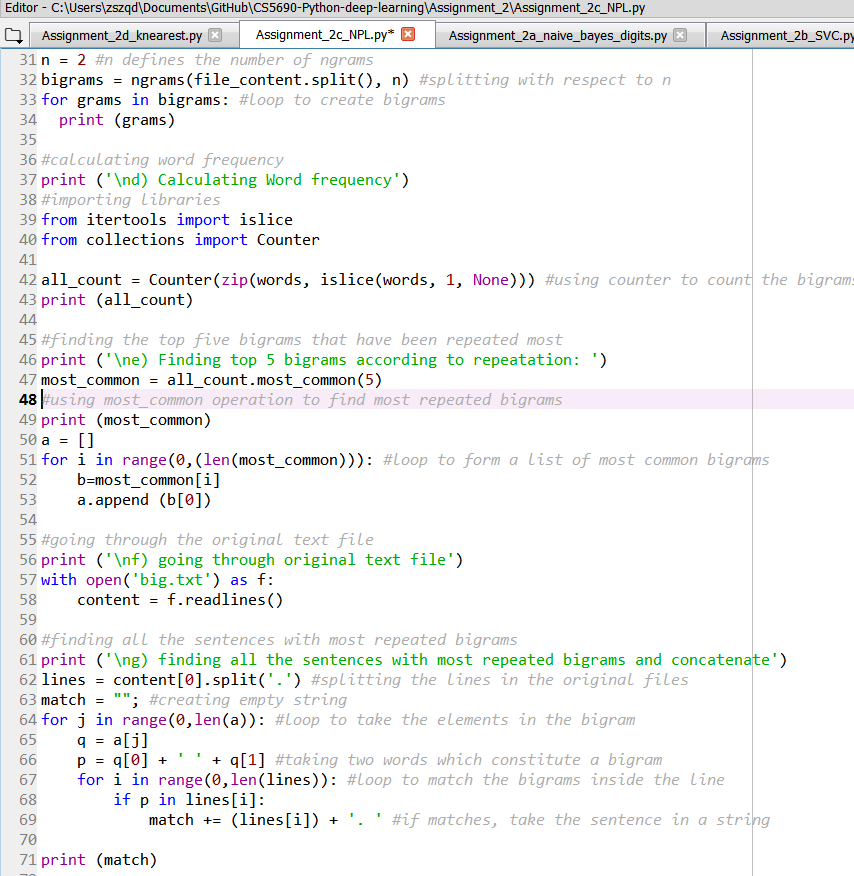 Editor - C:\Users\zszqd\Documents\GitHub\CS5690-Python-deep-learning\Assignment_2\Assignment_2c_NPL.py
Assignment_2d_knearest.py Assignment_2c_NPL.py* Assignment_2a_naive_bayes_digits.py Assignment_2b_SVC.py
31 n = 2 #n defines the number of ngrams
32 bigrams = ngrams(file_content.split(), n) #splitting with respect to n
33 for grams in bigrams: #loop to create bigrams
34   print (grams)
35
36 #calculating word frequency
37 print ('\nd) Calculating Word frequency')
38 #importing libraries
39 from itertools import islice
40 from collections import Counter
41
42 all_count = Counter(zip(words, islice(words, 1, None))) #using counter to count the bigrams
43 print (all_count)
44
45 #finding the top five bigrams that have been repeated most
46 print ('\ne) Finding top 5 bigrams according to repeatation: ')
47 most_common = all_count.most_common(5)
48 #using most_common operation to find most repeated bigrams
49 print (most_common)
50 a = []
51 for i in range(0,(len(most_common))): #loop to form a list of most common bigrams
52     b=most_common[i]
53     a.append (b[0])
54
55 #going through the original text file
56 print ('\nf) going through original text file')
57 with open('big.txt') as f:
58     content = f.readlines()
59
60 #finding all the sentences with most repeated bigrams
61 print ('\ng) finding all the sentences with most repeated bigrams and concatenate')
62 lines = content[0].split('.') #splitting the lines in the original files
63 match = ""; #creating empty string
64 for j in range(0,len(a)): #loop to take the elements in the bigram
65     q = a[j]
66     p = q[0] + ' ' + q[1] #taking two words which constitute a bigram
67     for i in range(0,len(lines)): #loop to match the bigrams inside the line
68         if p in lines[i]:
69             match += (lines[i]) + '. ' #if matches, take the sentence in a string
70
71 print (match)